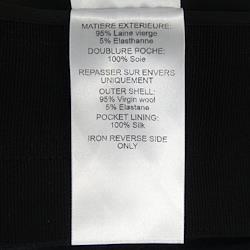 MATIERE EXTERIEURE:
95% Laine vierge
5% Elasthanne
DOUBLURE POCHE:
100% Soie
REPASSER SUR ENVERS
UNIQUEMENT
OUTER SHELL:
95% Virgin wool
5% Elastane
POCKET LINING:
100% Silk
IRON REVERSE SIDE
ONLY